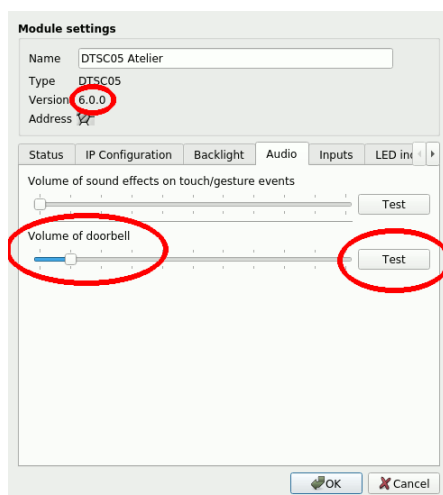 Module settings
Name DTSC05 Atelier
Type DTSC05
Version 6.0.0
Address
Status IP Configuration Backlight Audio Inputs LED in
Volume of sound effects on touch/gesture events
Test
Volume of doorbell
Test
OK Cancel